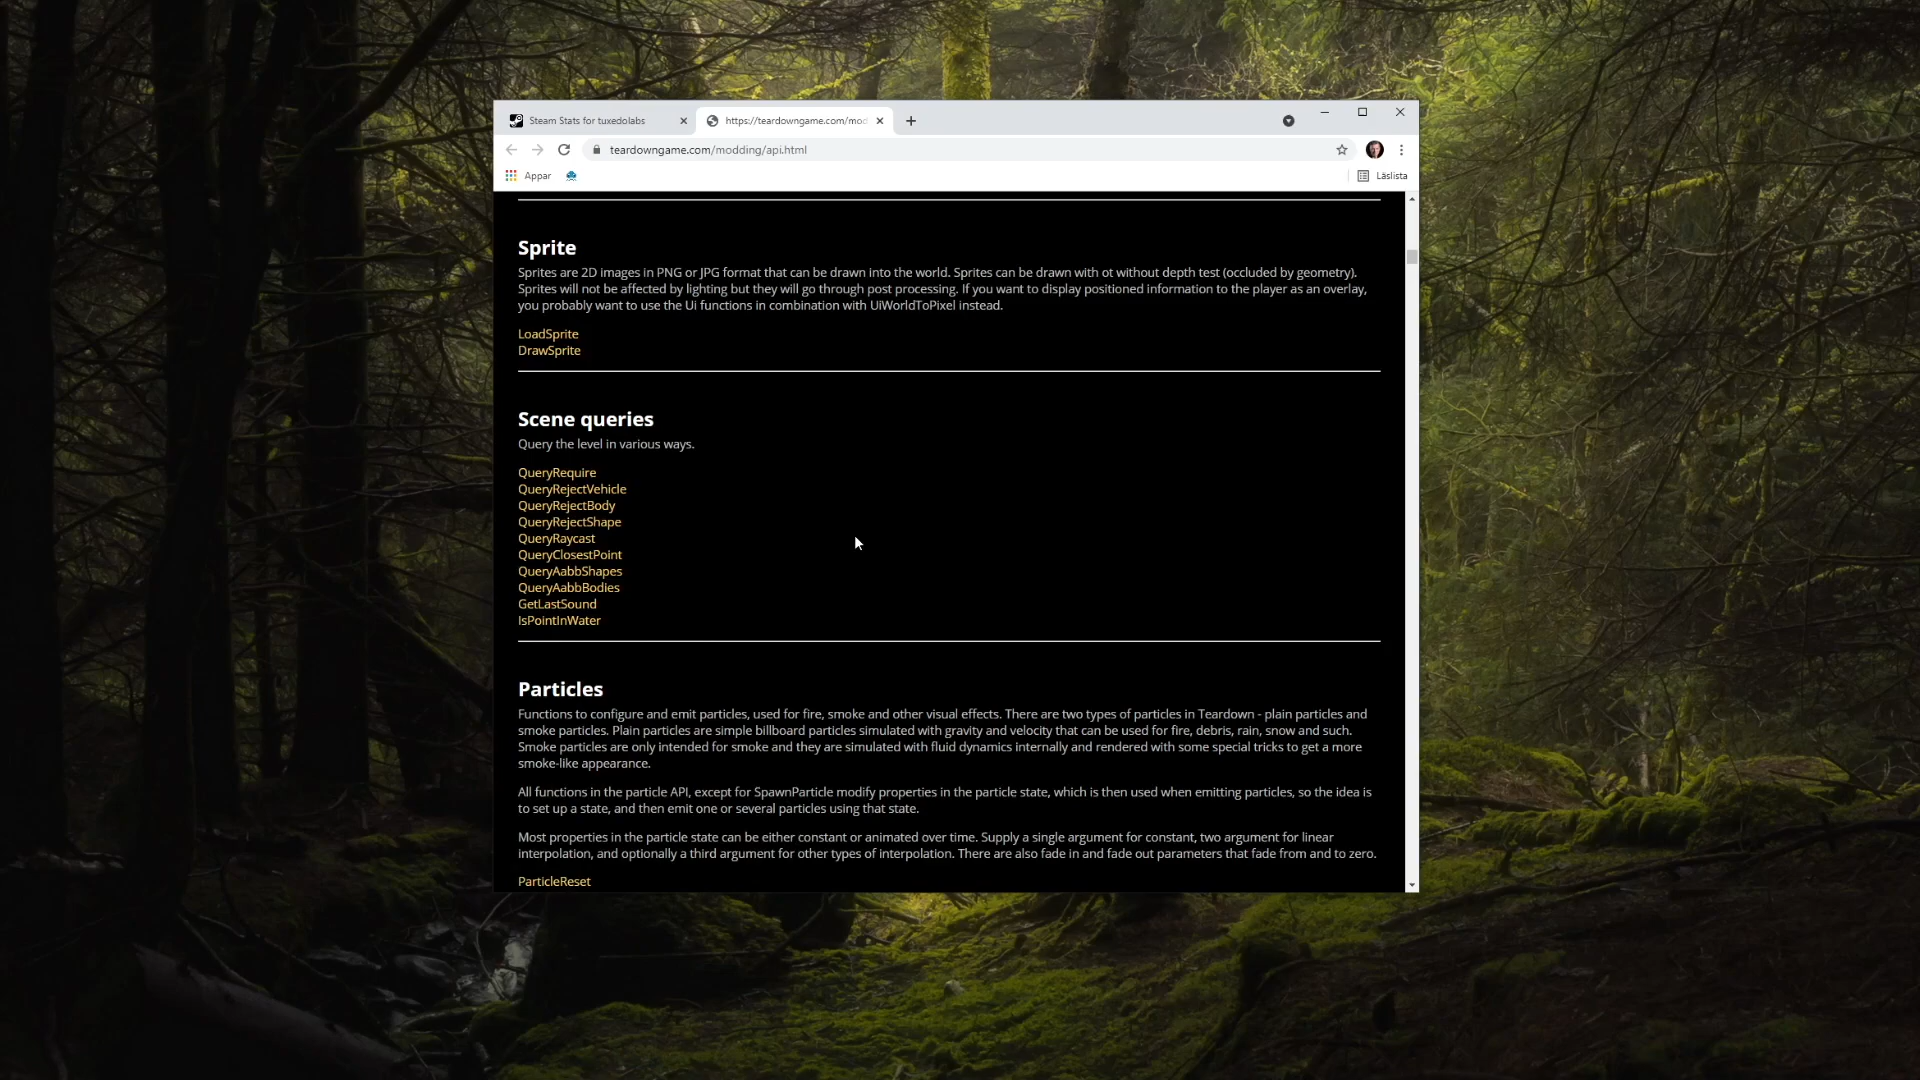 Steam Stats for tuxedolabs
https://teardowngame.com/mod
teardowngame.com/modding/api.html
Appar
Läslista
Sprite
Sprites are 2D images in PNG or JPG format that can be drawn into the world. Sprites can be drawn with ot without depth test (occluded by geometry).
Sprites will not be affected by lighting but they will go through post processing. If you want to display positioned information to the player as an overlay,
you probably want to use the Ui functions in combination with UiWorldToPixel instead.
LoadSprite
DrawSprite
Scene queries
Query the level in various ways.
QueryRequire
QueryRejectVehicle
QueryRejectBody
QueryRejectShape
QueryRaycast
QueryClosestPoint
QueryAabbShapes
QueryAabbBodies
GetLastSound
IsPointInWater
Particles
Functions to configure and emit particles, used for fire, smoke and other visual effects. There are two types of particles in Teardown - plain particles and
smoke particles. Plain particles are simple billboard particles simulated with gravity and velocity that can be used for fire, debris, rain, snow and such.
Smoke particles are only intended for smoke and they are simulated with fluid dynamics internally and rendered with some special tricks to get a more
smoke-like appearance.
All functions in the particle API, except for SpawnParticle modify properties in the particle state, which is then used when emitting particles, so the idea is
to set up a state, and then emit one or several particles using that state.
Most properties in the particle state can be either constant or animated over time. Supply a single argument for constant, two argument for linear
interpolation, and optionally a third argument for other types of interpolation. There are also fade in and fade out parameters that fade from and to zero.
ParticleReset